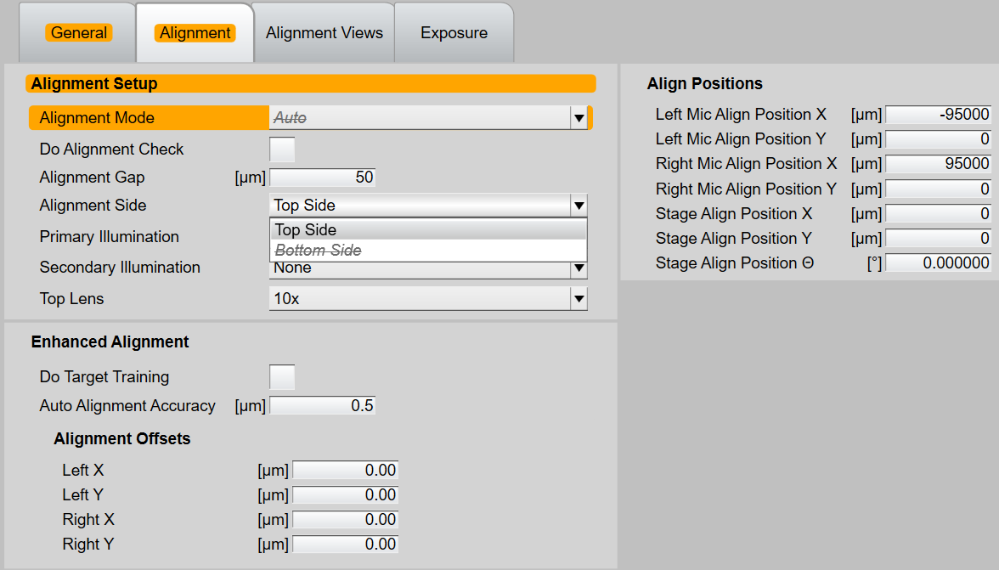 General Alignment Alignment Views Exposure
Alignment Setup
Alignment Mode Auto
Do Alignment Check
Alignment Gap [µm] 50
Alignment Side Top Side
Top Side
Primary Illumination
Bottom Side
Secondary Illumination None
Top Lens 10x
Enhanced Alignment
Do Target Training
Auto Alignment Accuracy [µm] 0.5
Alignment Offsets
Left X [µm] 0.00
Left Y [µm] 0.00
Right X [µm] 0.00
Right Y [µm] 0.00
Align Positions
Left Mic Align Position X [µm] -95000
Left Mic Align Position Y [µm] 0
Right Mic Align Position X [µm] 95000
Right Mic Align Position Y [µm] 0
Stage Align Position X [µm] 0
Stage Align Position Y [µm] 0
Stage Align Position Θ [°] 0.000000